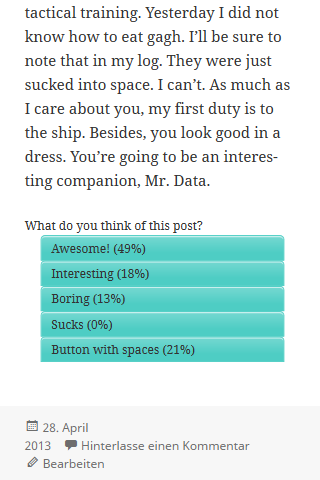 tactical training. Yesterday I did not
know how to eat gagh. I’ll be sure to
note that in my log. They were just
sucked into space. I can’t. As much as
I care about you, my first duty is to
the ship. Besides, you look good in a
dress. You’re going to be an interes-
ting companion, Mr. Data.
What do you think of this post?
Awesome! (49%)
Interesting (18%)
Boring (13%)
Sucks (0%)
Button with spaces (21%)
28. April
2013 Hinterlasse einen Kommentar
Bearbeiten